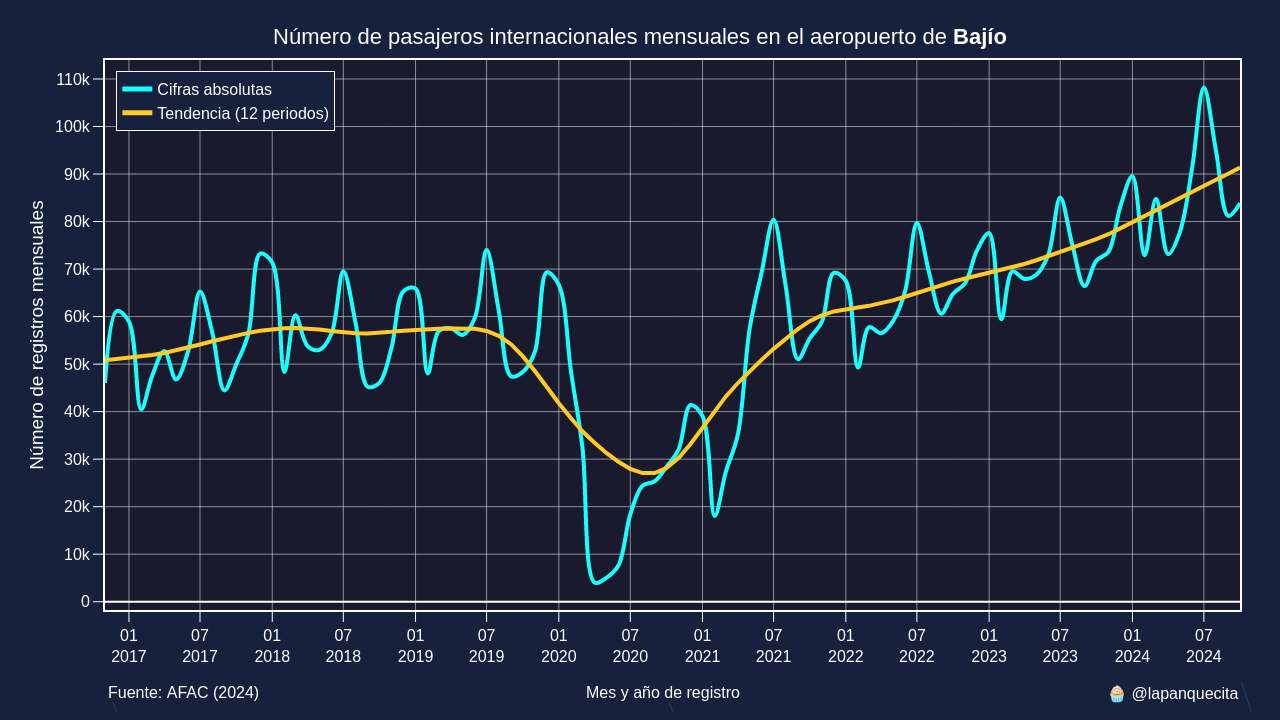 Número de pasajeros internacionales mensuales en el aeropuerto de Bajío
Cifras absolutas
Tendencia (12 periodos)
Número de registros mensuales
110k
100k
90k
80k
70k
60k
50k
40k
30k
20k
10k
0
01 07 01 07 01 07 01 07 01 07 01 07 01 07 01 07
2017 2017 2018 2018 2019 2019 2020 2020 2021 2021 2022 2022 2023 2023 2024 2024
Fuente: AFAC (2024)
Mes y año de registro
🧁 @lapanquecita